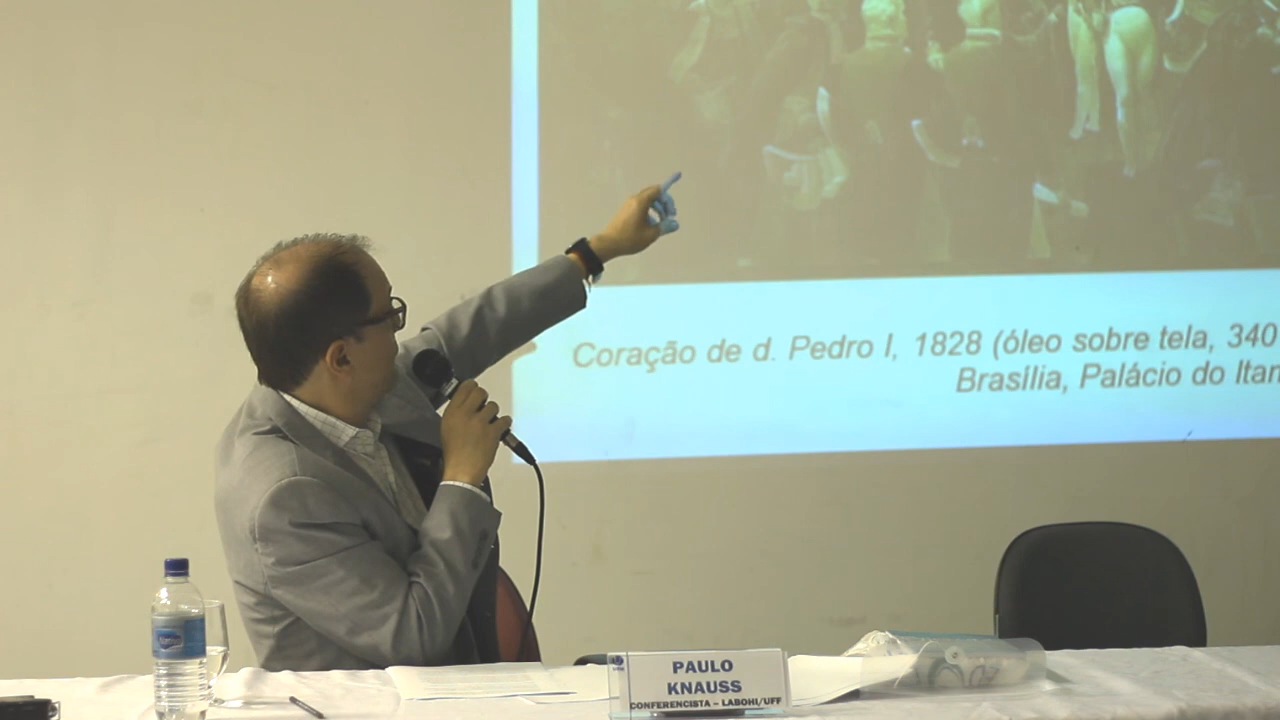 Coração de d. Pedro I, 1828 (óleo sobre tela, 340
Brasília, Palácio do Itan
PAULO
KNAUSS
CONFERENCISTA – LABOHI/UFF